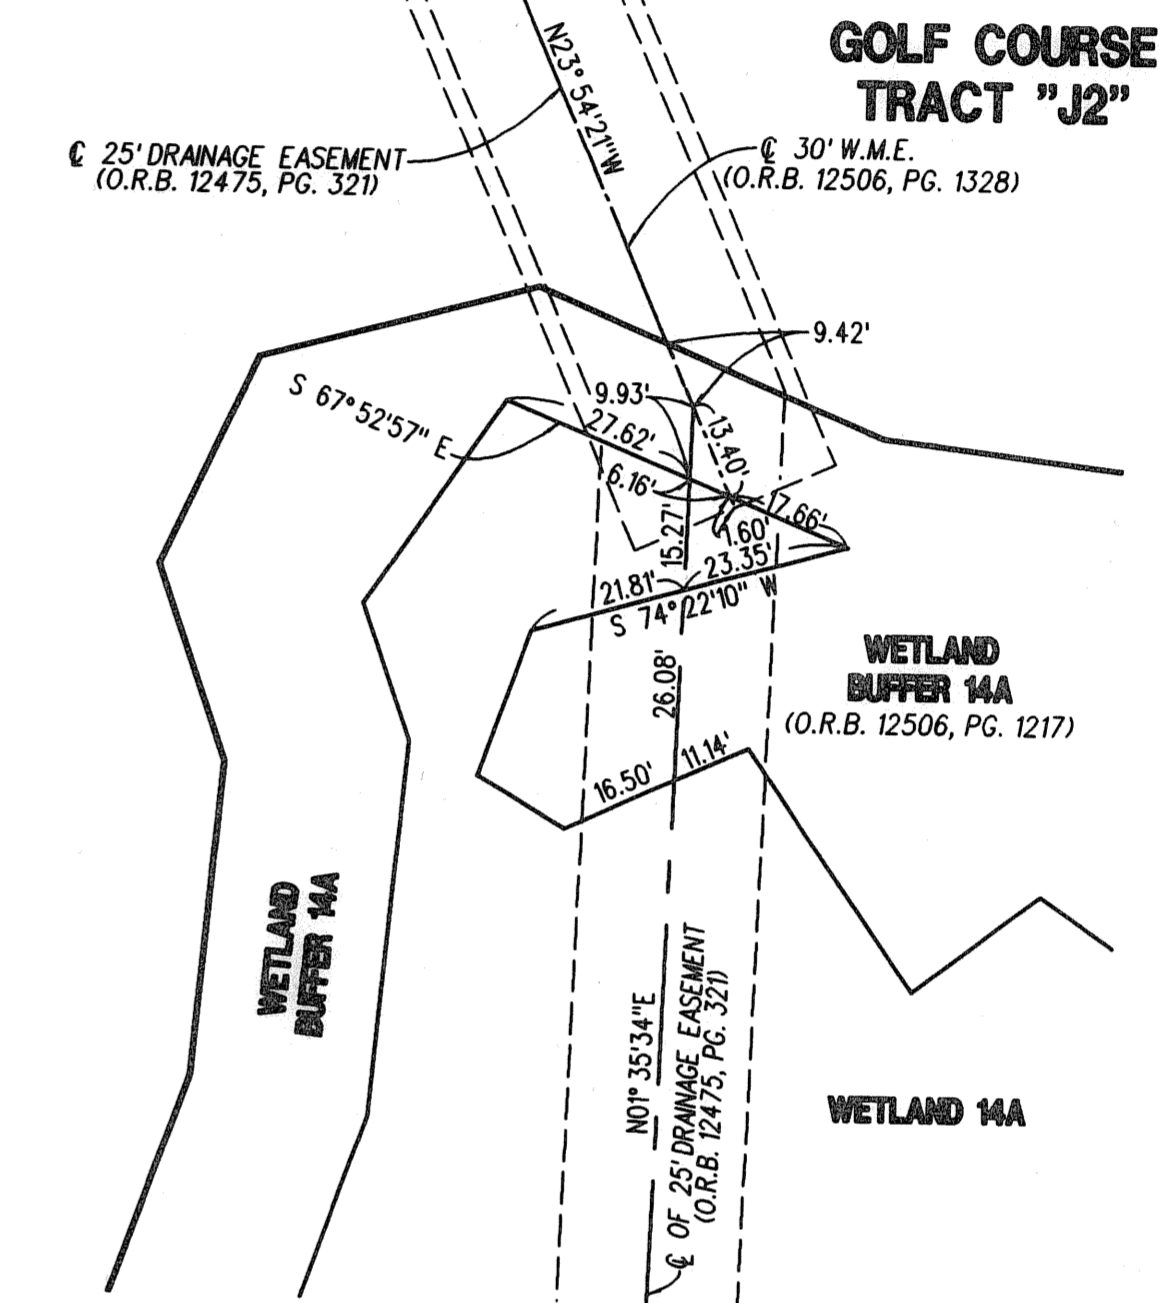 GOLF COURSE
TRACT "J2"
N23° 54'21"W
℄ 25' DRAINAGE EASEMENT
(O.R.B. 12475, PG. 321)
℄ 30' W.M.E.
(O.R.B. 12506, PG. 1328)
9.42'
S 67° 52'57" E
9.93'
27.62'
13.40'
6.16'
17.66'
1.60'
15.27'
23.35'
21.81'
S 74° 22'10" W
WETLAND
BUFFER 14A
(O.R.B. 12506, PG. 1217)
26.08'
11.14'
16.50'
WETLAND
BUFFER 14A
N01° 35'34"E
℄ OF 25' DRAINAGE EASEMENT
(O.R.B. 12475, PG. 321)
WETLAND 14A